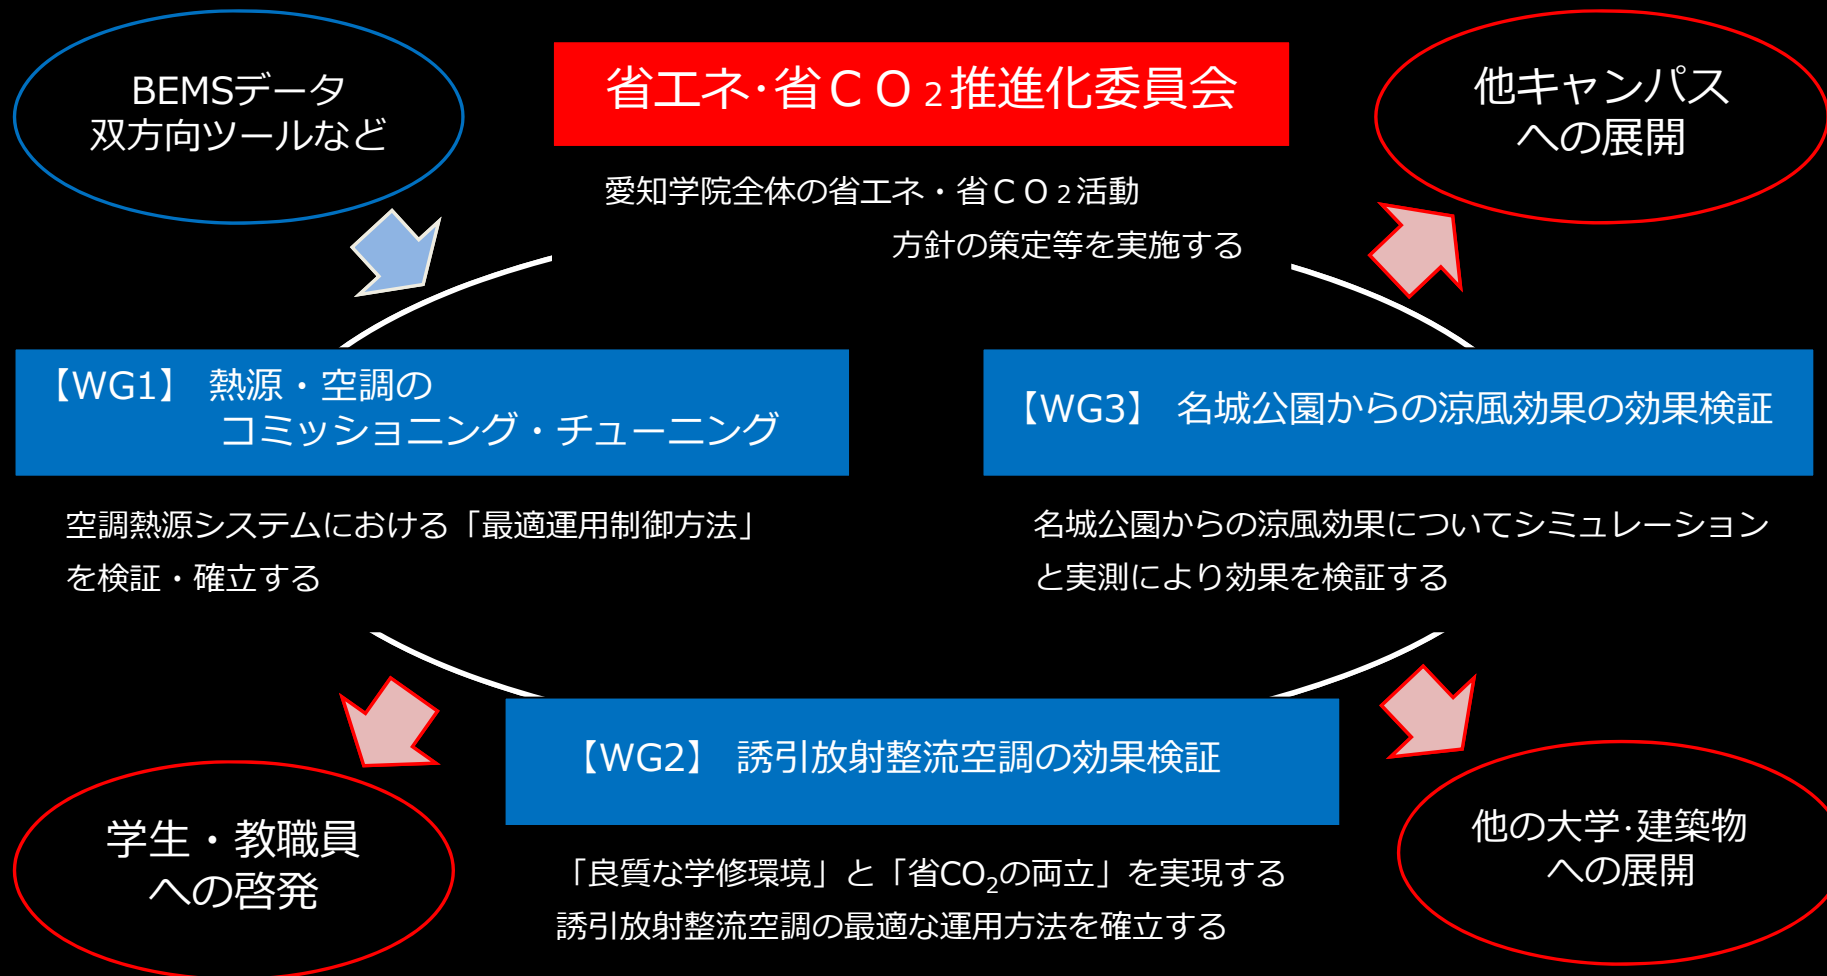 BEMSデータ
双方向ツールなど
省エネ･省ＣＯ₂推進化委員会
他キャンパス
への展開
愛知学院全体の省エネ・省ＣＯ₂活動
方針の策定等を実施する
【WG1】 熱源・空調の
コミッショニング・チューニング
空調熱源システムにおける「最適運用制御方法」
を検証・確立する
【WG3】 名城公園からの涼風効果の効果検証
名城公園からの涼風効果についてシミュレーション
と実測により効果を検証する
【WG2】 誘引放射整流空調の効果検証
「良質な学修環境」と「省CO₂の両立」を実現する
誘引放射整流空調の最適な運用方法を確立する
学生・教職員
への啓発
他の大学･建築物
への展開